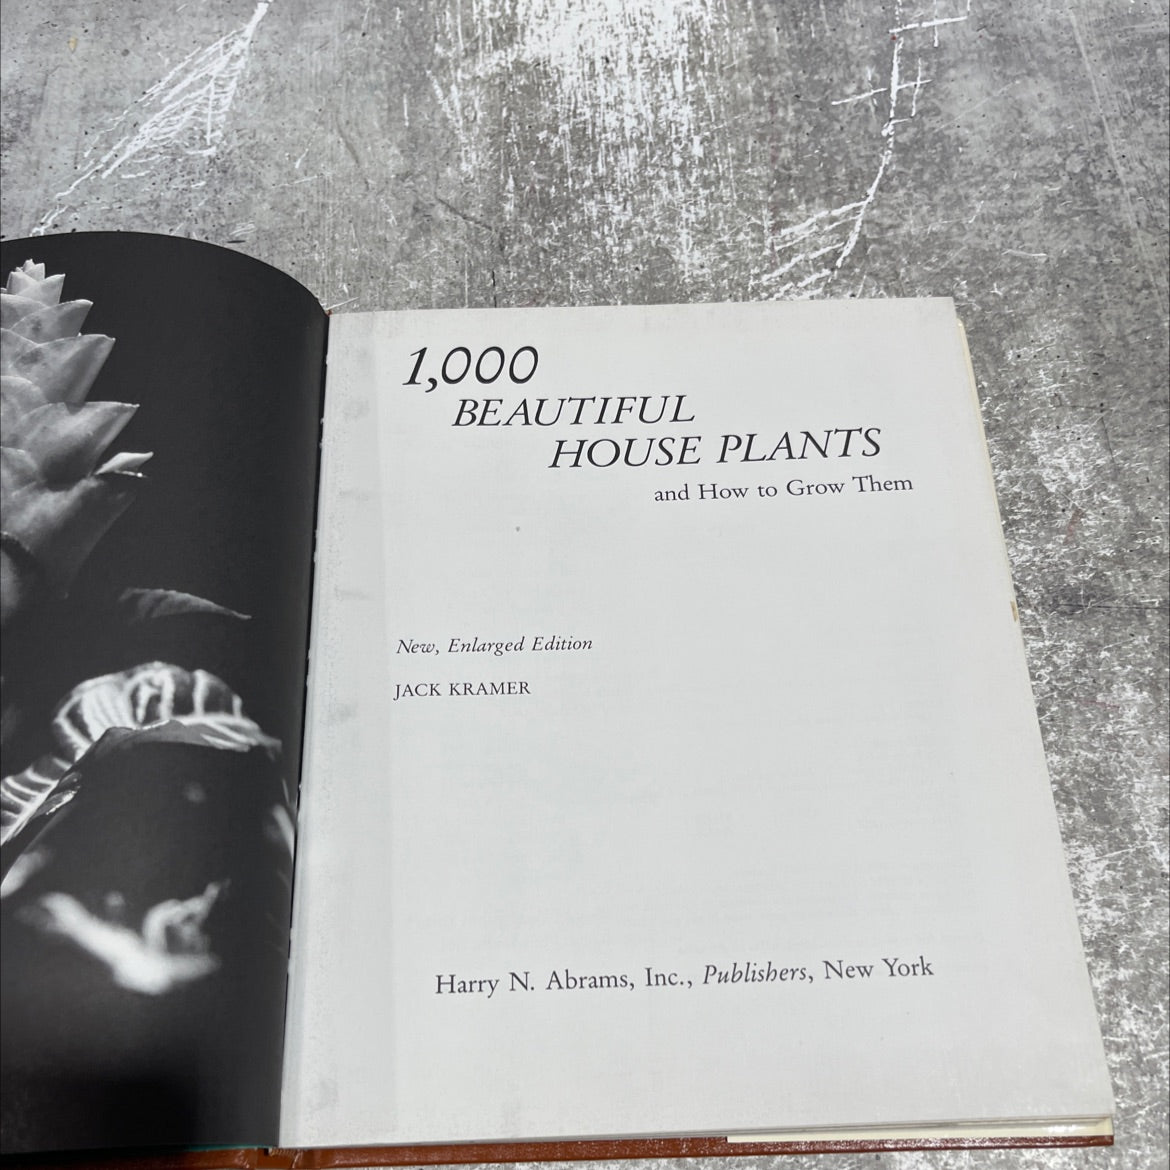 1,000
BEAUTIFUL
HOUSE PLANTS
and How to Grow Them
New, Enlarged Edition
JACK KRAMER
Harry N. Abrams, Inc., Publishers, New York